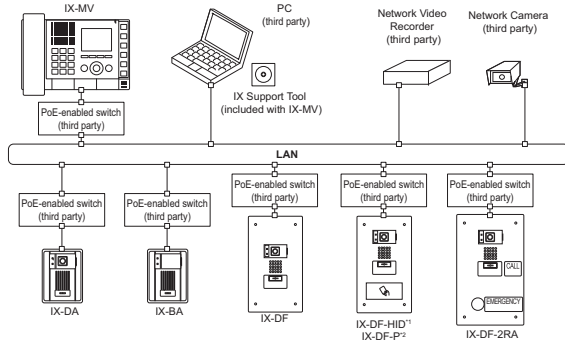 IX-MV
PC
(third party)
Network Video
Recorder
(third party)
Network Camera
(third party)
IX Support Tool
(included with IX-MV)
PoE-enabled switch
(third party)
LAN
PoE-enabled switch
(third party)
PoE-enabled switch
(third party)
PoE-enabled switch
(third party)
PoE-enabled switch
(third party)
PoE-enabled switch
(third party)
CALL
EMERGENCY
IX-DA
IX-BA
IX-DF
IX-DF-HID*1
IX-DF-P*2
IX-DF-2RA